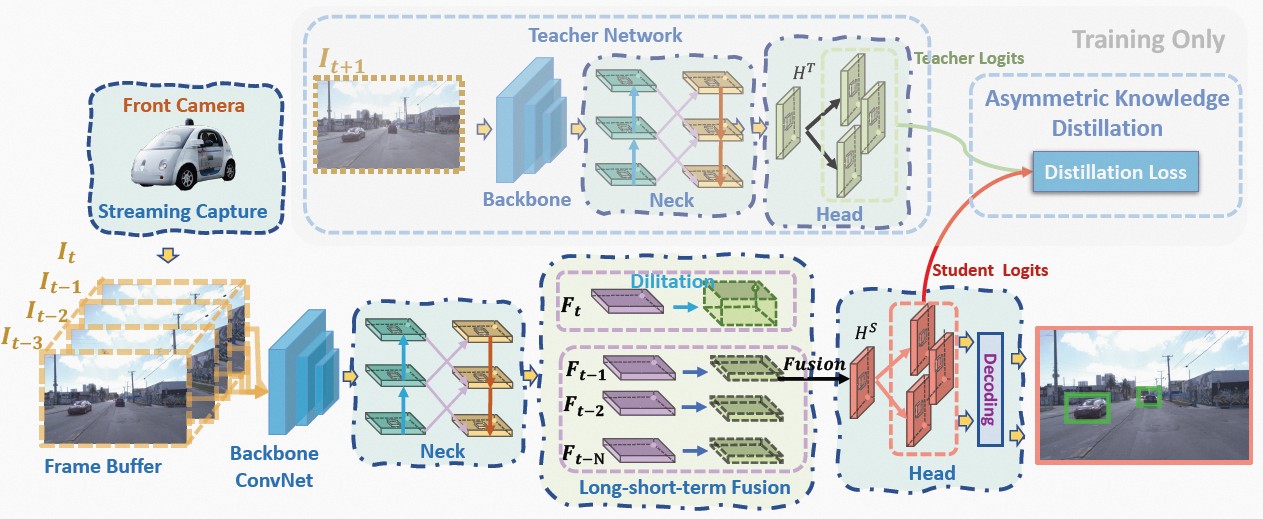 Training Only
Teacher Network
I_{t+1}
Backbone
Neck
H^T
Head
Teacher Logits
Asymmetric Knowledge
Distillation
Distillation Loss
Front Camera
Streaming Capture
I_t
I_{t-1}
I_{t-2}
I_{t-3}
Frame Buffer
Backbone
ConvNet
Neck
Dilitation
F_t
F_{t-1}
F_{t-2}
F_{t-N}
Long-short-term Fusion
Fusion
Student Logits
H^S
Decoding
Head